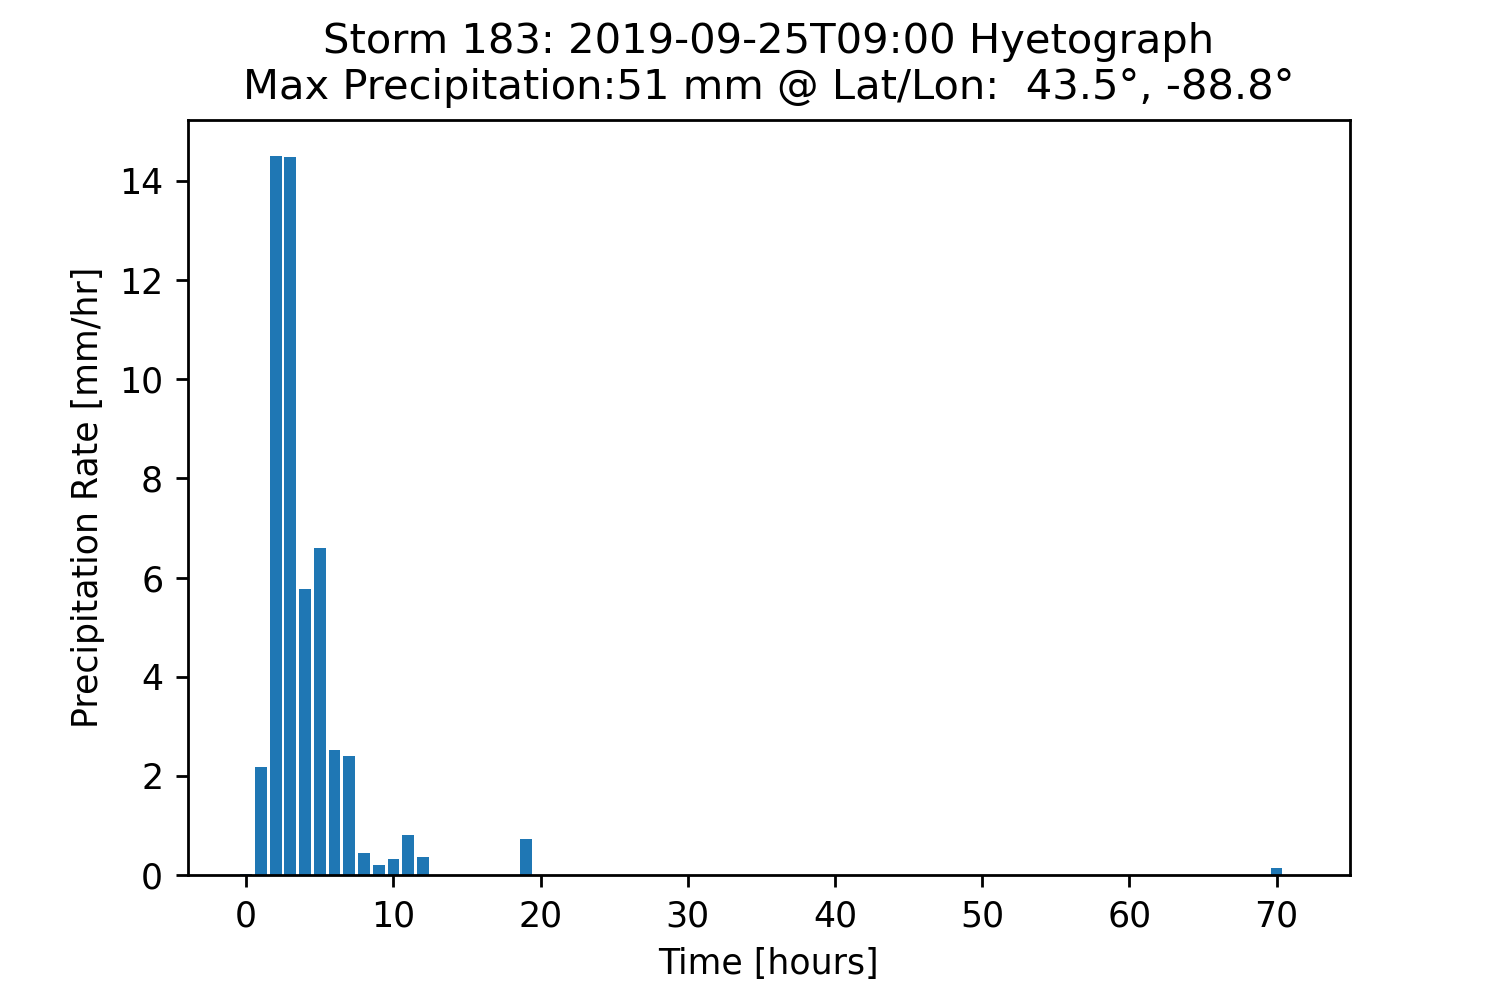 Storm 183: 2019-09-25T09:00 Hyetograph
Max Precipitation:51 mm @ Lat/Lon:  43.5°, -88.8°
Precipitation Rate [mm/hr]
14
12
10
8
6
4
2
0
0 10 20 30 40 50 60 70
Time [hours]